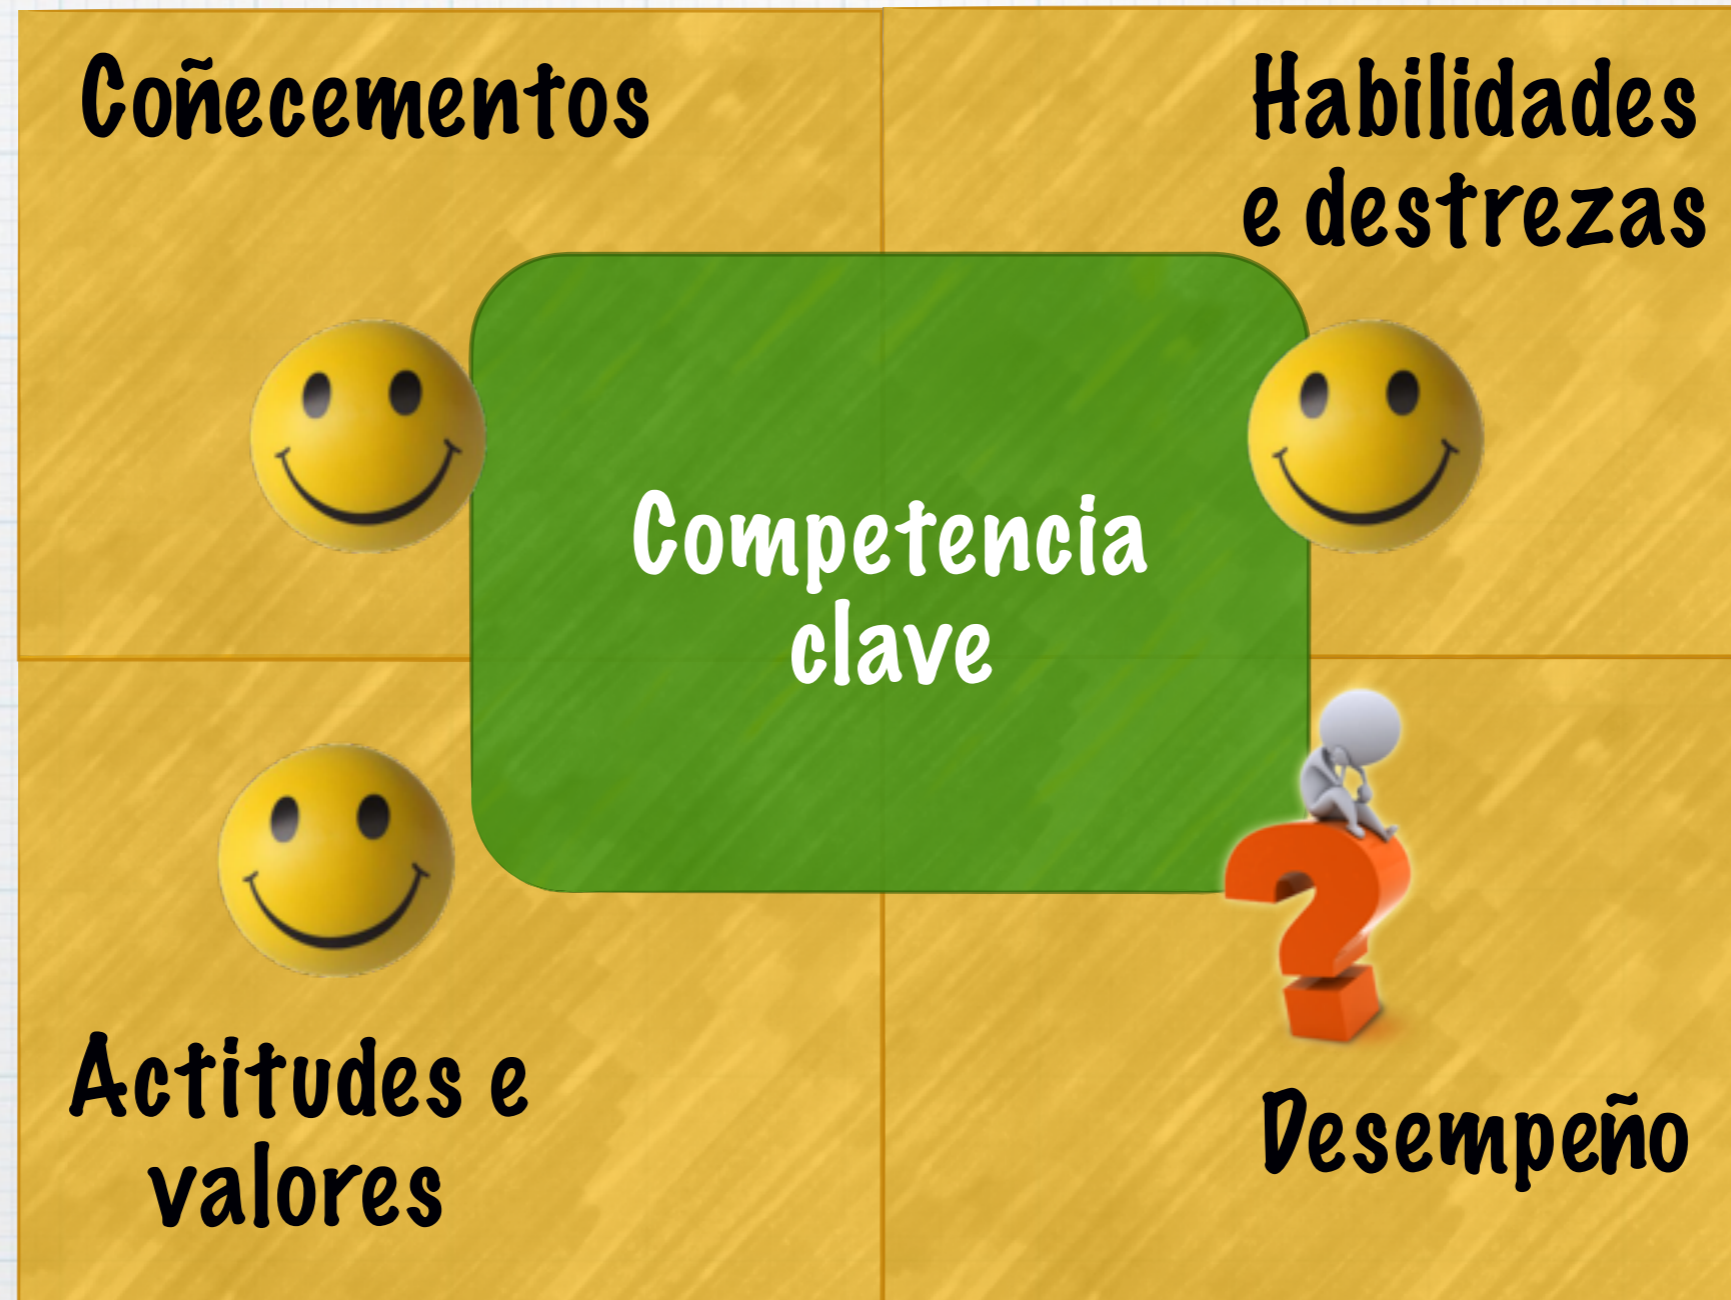 Coñecementos
Habilidades
e destrezas
Competencia
clave
Actitudes e
valores
Desempeño